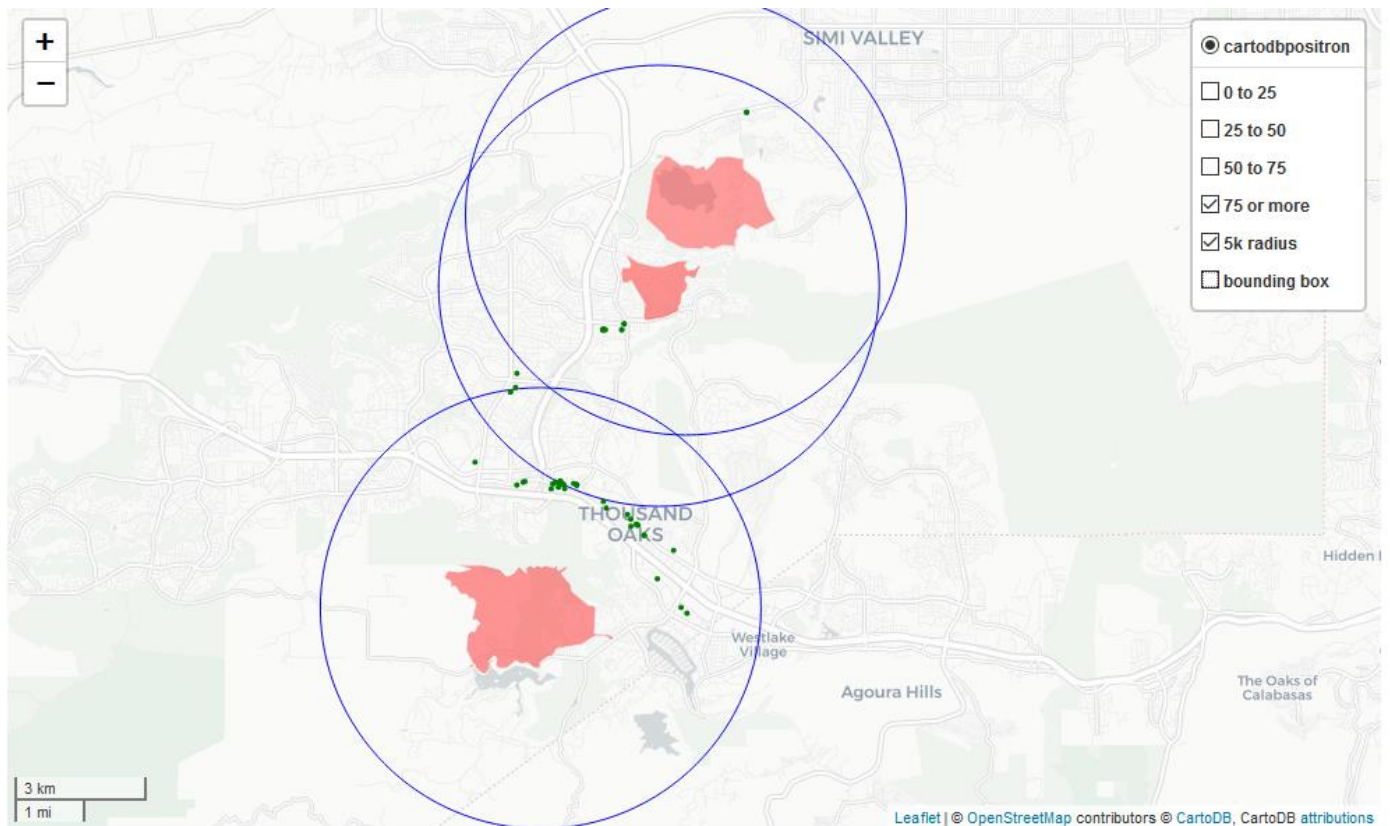 +
−
SIMI VALLEY
cartodbpositron
0 to 25
25 to 50
50 to 75
75 or more
5k radius
bounding box
THOUSAND
OAKS
Hidden
Westlake
Village
Agoura Hills
The Oaks of
Calabasas
3 km
1 mi
Leaflet | © OpenStreetMap contributors © CartoDB, CartoDB attributions